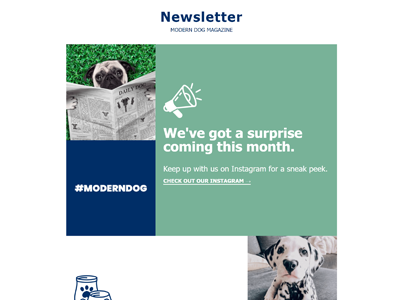 Newsletter
MODERN DOG MAGAZINE
DAILY
We've got a surprise
coming this month.
Keep up with us on Instagram for a sneak peek.
CHECK OUT OUR INSTAGRAM →
#MODERNDOG